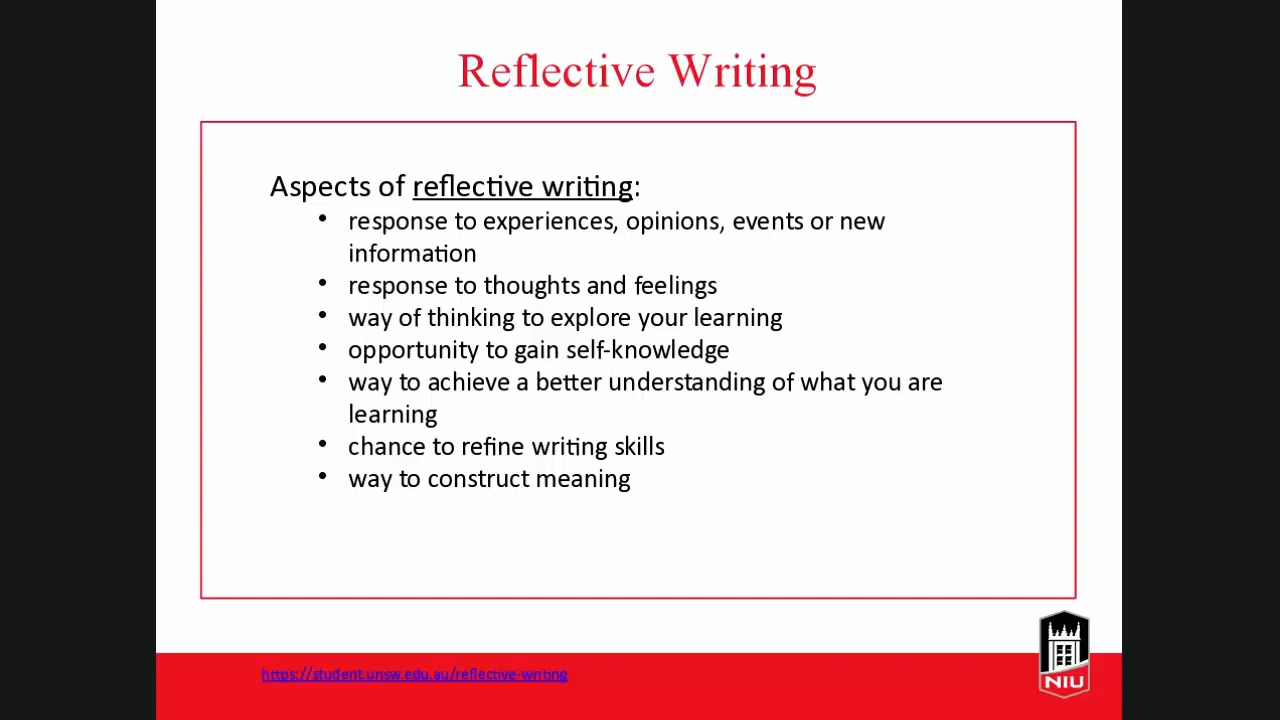 Reflective Writing
Aspects of reflective writing:
• response to experiences, opinions, events or new
information
• response to thoughts and feelings
• way of thinking to explore your learning
• opportunity to gain self-knowledge
• way to achieve a better understanding of what you are
learning
• chance to refine writing skills
• way to construct meaning
https://student.unsw.edu.au/reflective-writing
NIU